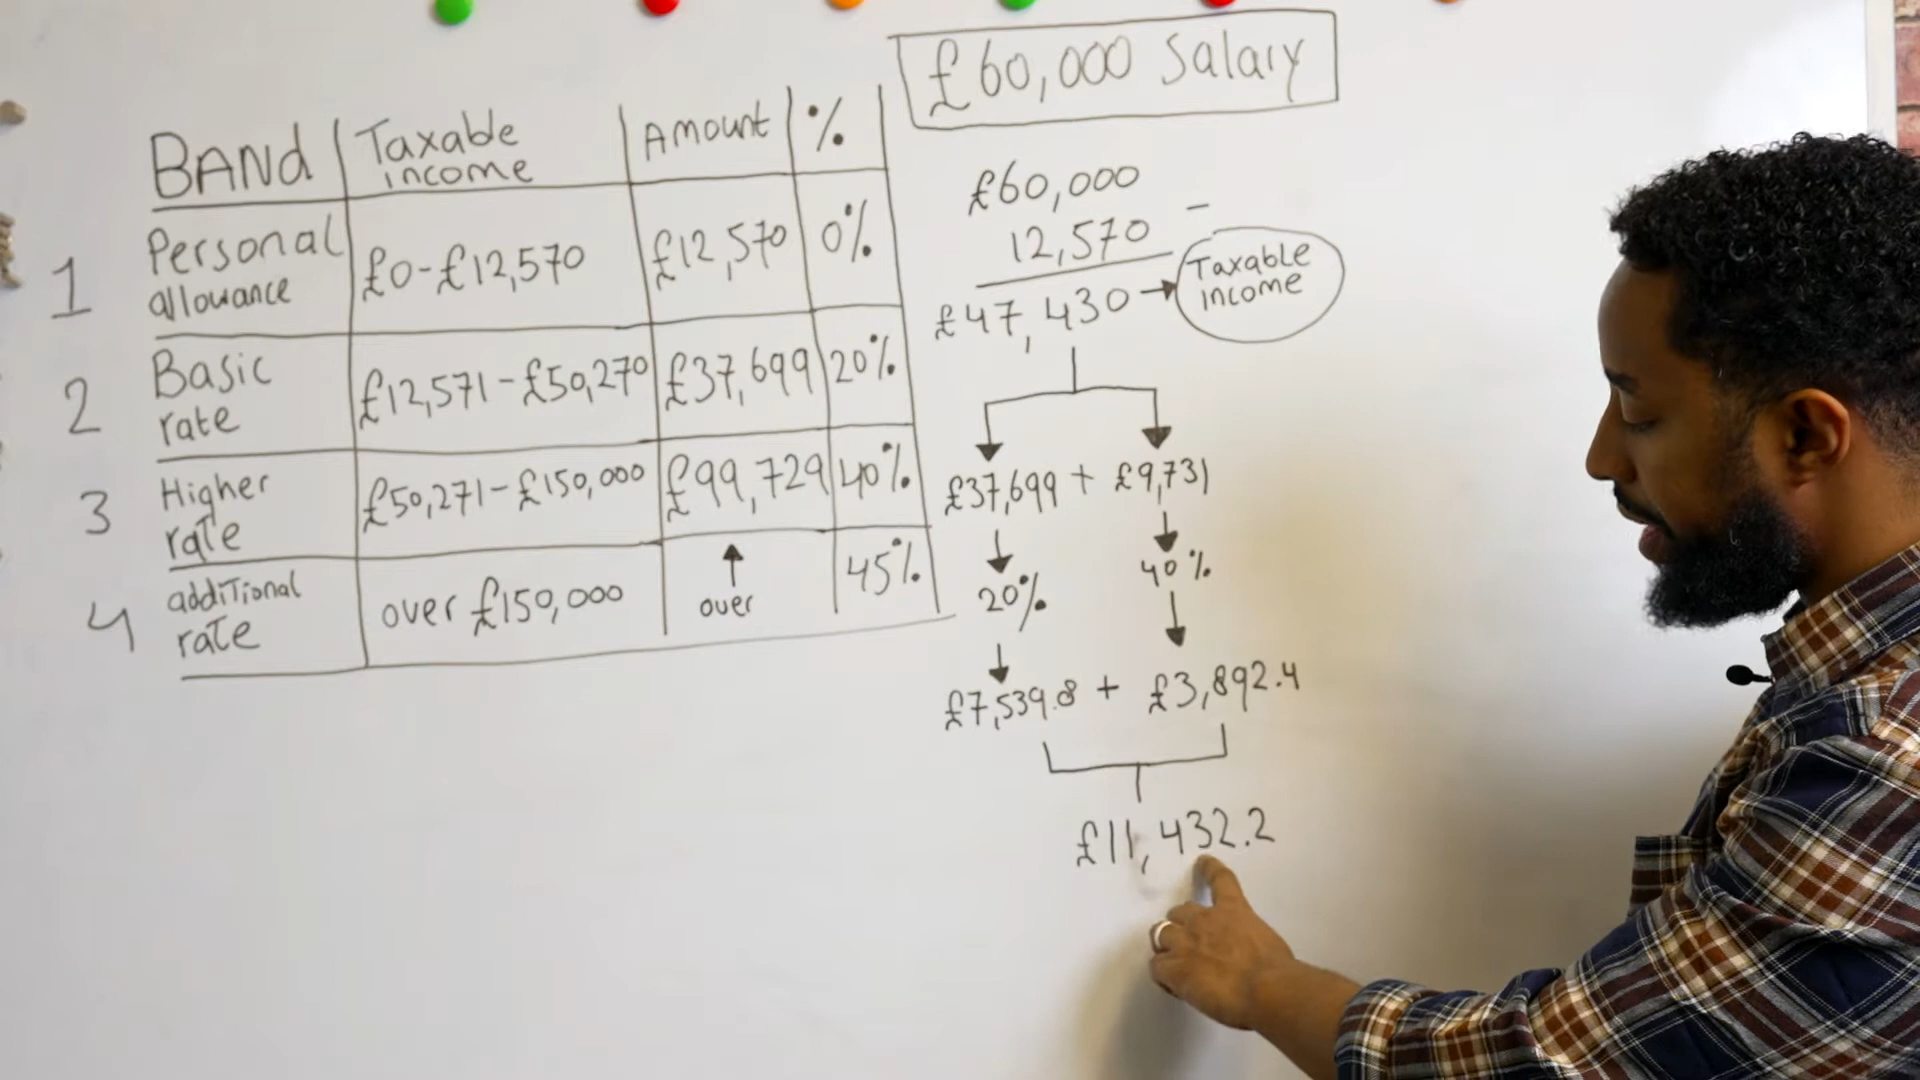 £60,000 Salary
BAND Taxable income Amount %
1 Personal allowance £0-£12,570 £12,570 0%
2 Basic rate £12,571-£50,270 £37,699 20%
3 Higher rate £50,271-£150,000 £99,729 40%
4 additional rate over £150,000 over 45%
£60,000
12,570 -
£47,430 Taxable income
£37,699 + £9,731
20% 40%
£7,539.8 + £3,892.4
£11,432.2